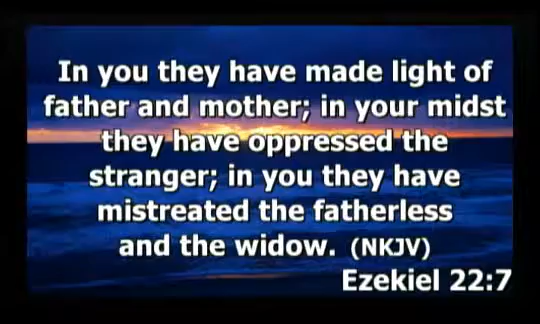 In you they have made light of
father and mother; in your midst
they have oppressed the
stranger; in you they have
mistreated the fatherless
and the widow. (NKJV)
Ezekiel 22:7